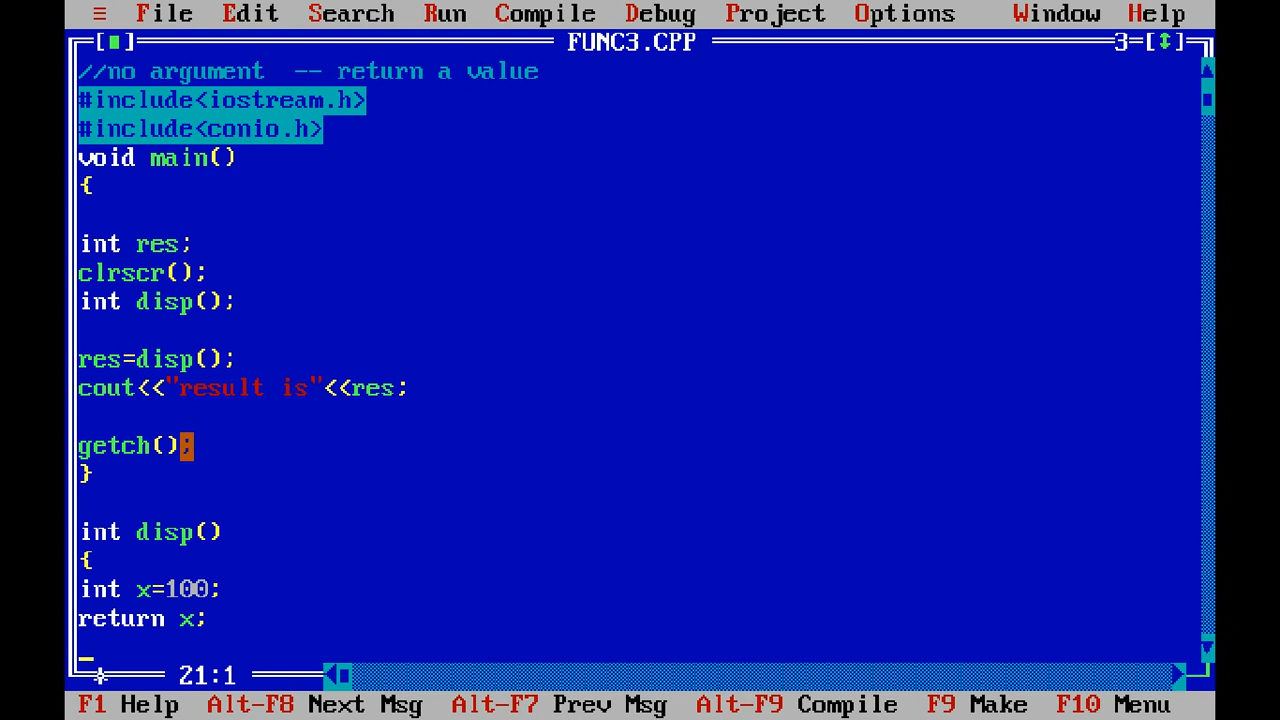 ≡ File Edit Search Run Compile Debug Project Options Window Help
[■] FUNC3.CPP 3=[↕]
//no argument  -- return a value
#include<iostream.h>
#include<conio.h>
void main()
{
int res;
clrscr();
int disp();
res=disp();
cout<<"result is"<<res;
getch();
}
int disp()
{
int x=100;
return x;
21:1
F1 Help Alt-F8 Next Msg Alt-F7 Prev Msg Alt-F9 Compile F9 Make F10 Menu